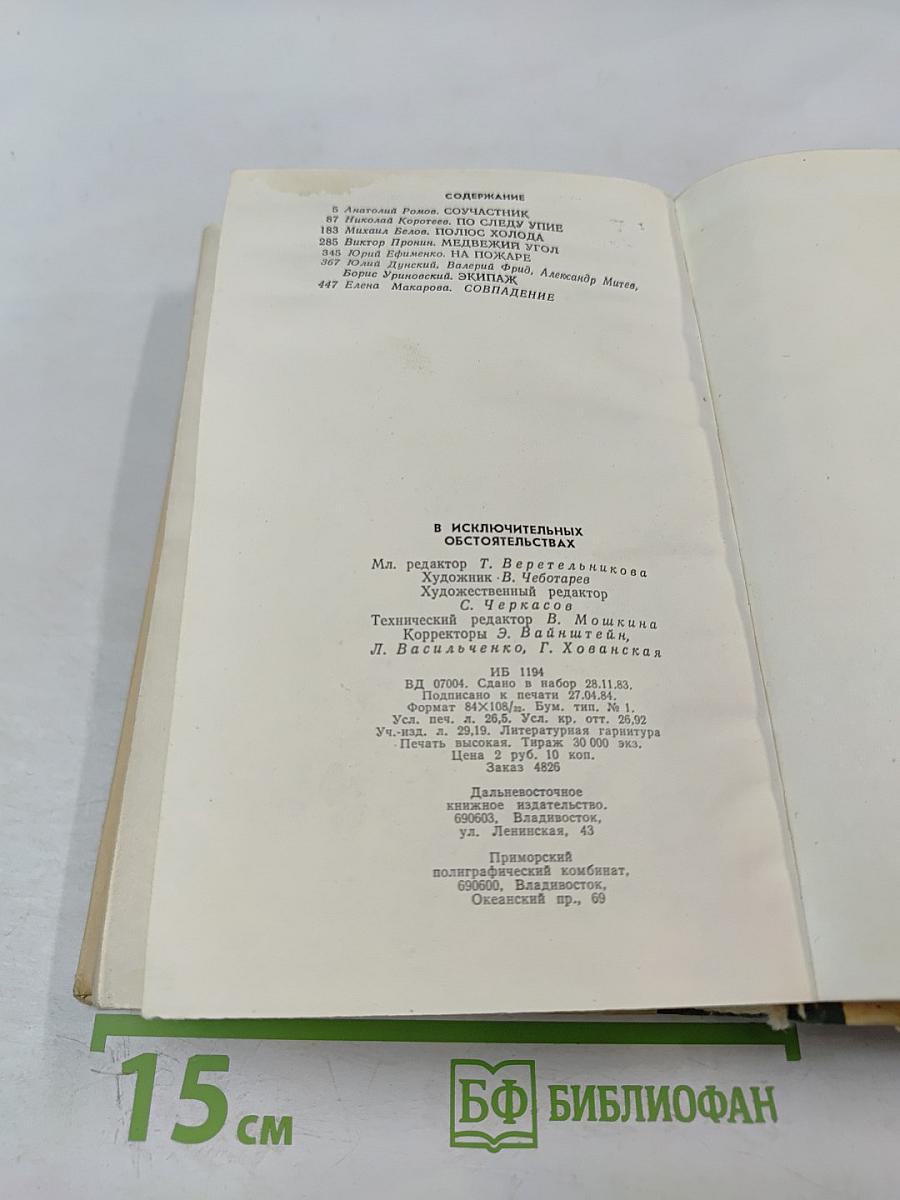 СОДЕРЖАНИЕ
5 Анатолий Ромов. СОУЧАСТНИК
87 Николай Коротеев. ПО СЛЕДУ УПИЕ
183 Михаил Белов. ПОЛЮС ХОЛОДА
285 Виктор Пронин. МЕДВЕЖИЙ УГОЛ
345 Юрий Ефименко. НА ПОЖАРЕ
367 Юлий Дунский, Валерий Фрид, Александр Митев,
Борис Уриновский. ЭКИПАЖ
447 Елена Макарова. СОВПАДЕНИЕ
В ИСКЛЮЧИТЕЛЬНЫХ
ОБСТОЯТЕЛЬСТВАХ
Мл. редактор Т. Веретельникова
Художник В. Чеботарев
Художественный редактор
С. Черкасов
Технический редактор В. Мошкина
Корректоры Э. Вайнштейн,
Л. Васильченко, Г. Хованская
ИБ 1194
ВД 07004. Сдано в набор 28.11.83.
Подписано к печати 27.04.84.
Формат 84×108/32. Бум. тип. № 1.
Усл. печ. л. 26,5. Усл. кр. отт. 26,92
Уч.-изд. л. 29,19. Литературная гарнитура
Печать высокая. Тираж 30 000 экз.
Цена 2 руб. 10 коп.
Заказ 4826
Дальневосточное
книжное издательство.
690603, Владивосток,
ул. Ленинская, 43
Приморский
полиграфический комбинат,
690600, Владивосток,
Океанский пр., 69
15 см
БФ БИБЛИОФАН